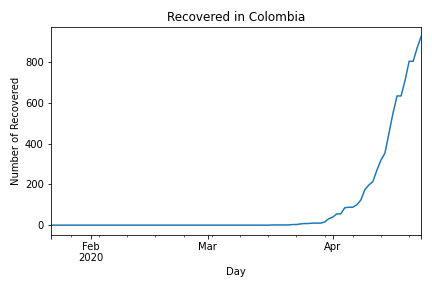 Recovered in Colombia
Number of Recovered
800
600
400
200
0
Feb
2020
Mar
Apr
Day